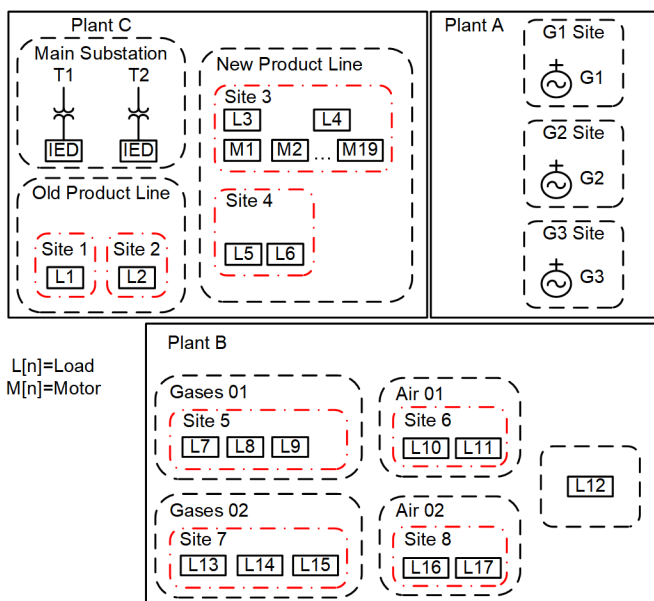 Plant C
Main Substation
T1 T2
IED IED
Old Product Line
Site 1 Site 2
L1 L2
New Product Line
Site 3
L3 L4
M1 M2 ... M19
Site 4
L5 L6
Plant A
G1 Site
G1
G2 Site
G2
G3 Site
G3
L[n]=Load
M[n]=Motor
Plant B
Gases 01
Site 5
L7 L8 L9
Air 01
Site 6
L10 L11
L12
Gases 02
Site 7
L13 L14 L15
Air 02
Site 8
L16 L17